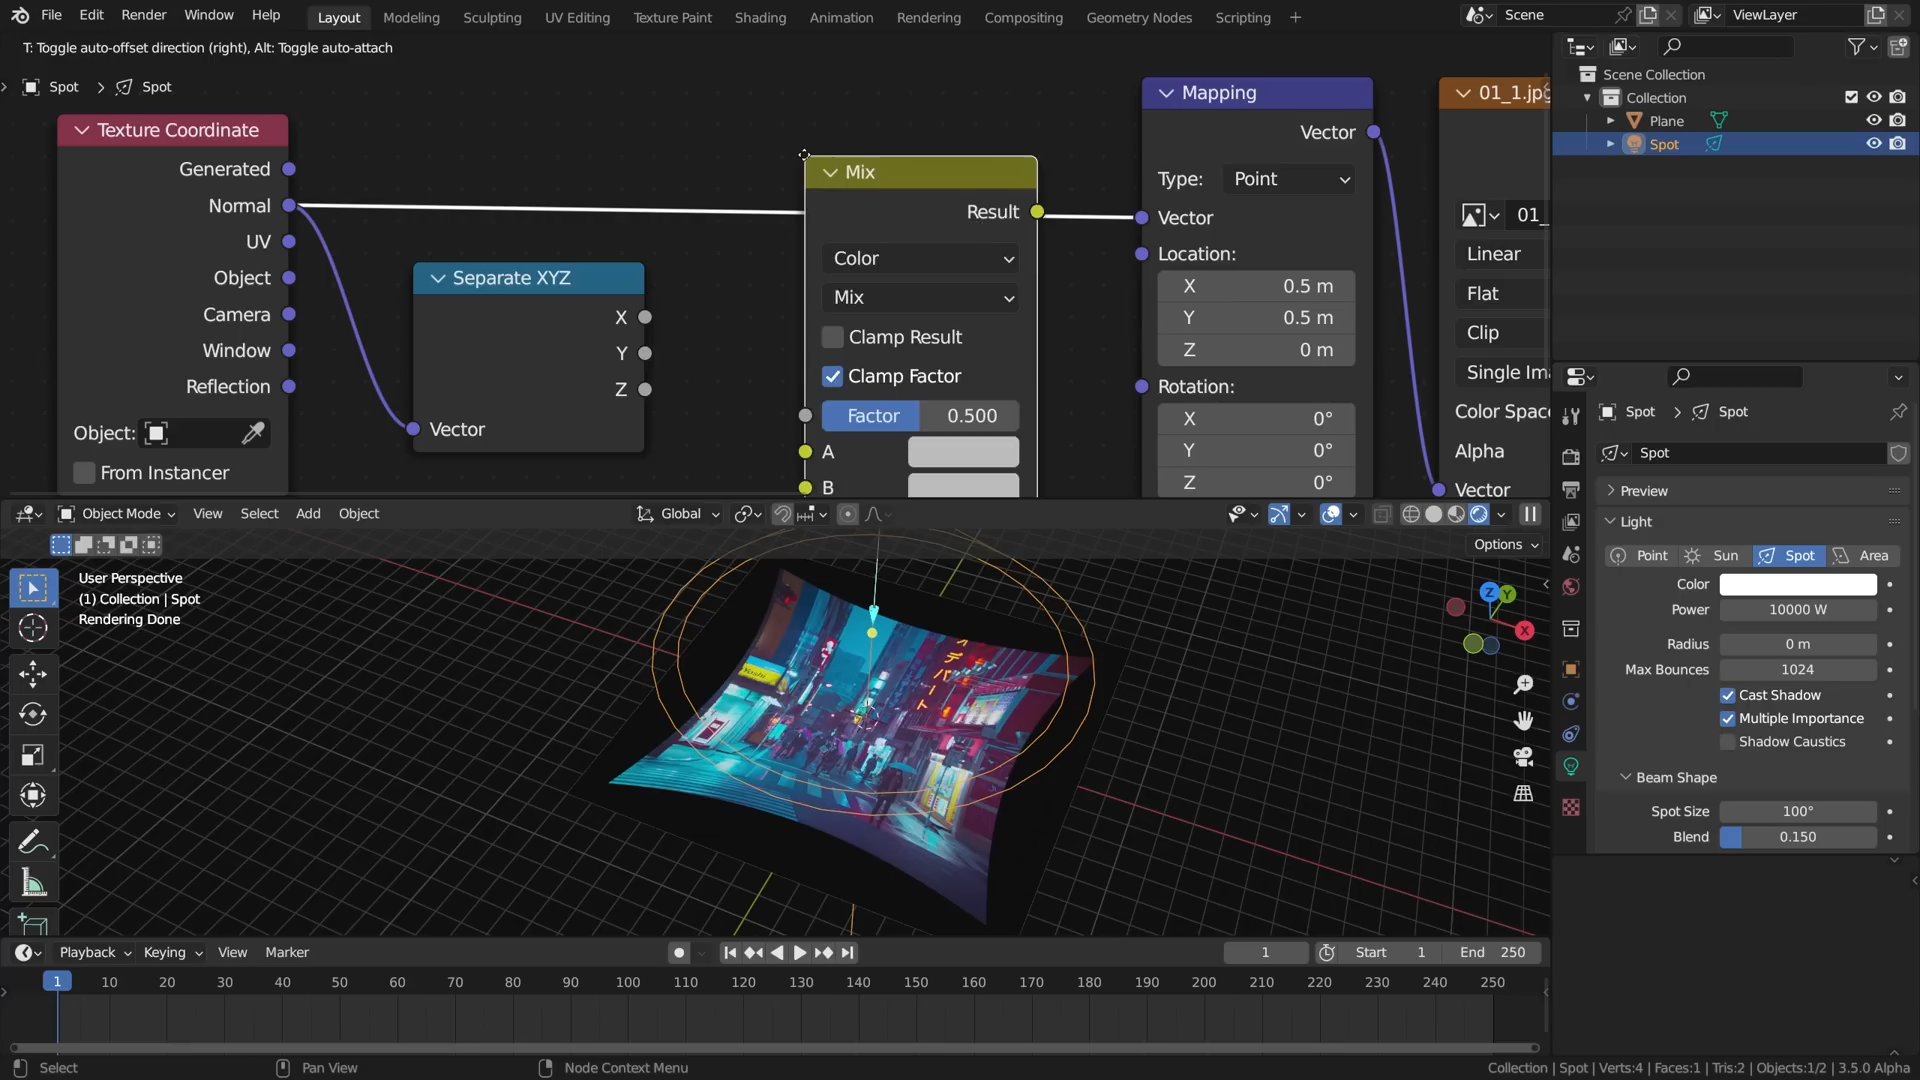 File Edit Render Window Help Layout Modeling Sculpting UV Editing Texture Paint Shading Animation Rendering Compositing Geometry Nodes Scripting + Scene ViewLayer
T: Toggle auto-offset direction (right), Alt: Toggle auto-attach
Spot > Spot
Texture Coordinate
Generated
Normal
UV
Object
Camera
Window
Reflection
Object:
From Instancer
Separate XYZ
X
Y
Z
Vector
Mix
Result
Color
Mix
Clamp Result
Clamp Factor
Factor 0.500
A
B
Mapping
Vector
Type: Point
Vector
Location:
X 0.5 m
Y 0.5 m
Z 0 m
Rotation:
X 0°
Y 0°
Z 0°
01_1.jpg
01_
Linear
Flat
Clip
Single Ima
Color Space
Alpha
Vector
Scene Collection
Collection
Plane
Spot
Spot > Spot
Spot
Preview
Light
Point Sun Spot Area
Color
Power 10000 W
Radius 0 m
Max Bounces 1024
Cast Shadow
Multiple Importance
Shadow Caustics
Beam Shape
Spot Size 100°
Blend 0.150
Object Mode View Select Add Object Global
Options
User Perspective
(1) Collection | Spot
Rendering Done
Z Y
X
デパート
Playback Keying View Marker 1 Start 1 End 250
1 10 20 30 40 50 60 70 80 90 100 110 120 130 140 150 160 170 180 190 200 210 220 230 240 250
Select Pan View Node Context Menu Collection | Spot | Verts:4 | Faces:1 | Tris:2 | Objects:1/2 | 3.5.0 Alpha